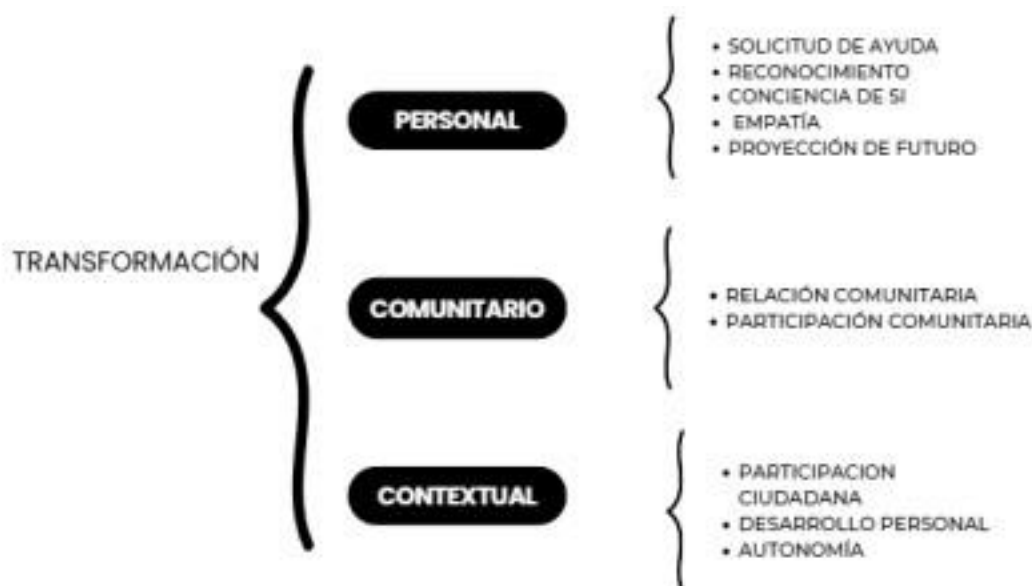 TRANSFORMACIÓN
PERSONAL
• SOLICITUD DE AYUDA
• RECONOCIMIENTO
• CONCIENCIA DE SI
• EMPATÍA
• PROYECCIÓN DE FUTURO
COMUNITARIO
• RELACIÓN COMUNITARIA
• PARTICIPACIÓN COMUNITARIA
CONTEXTUAL
• PARTICIPACION
CIUDADANA
• DESARROLLO PERSONAL
• AUTONOMÍA